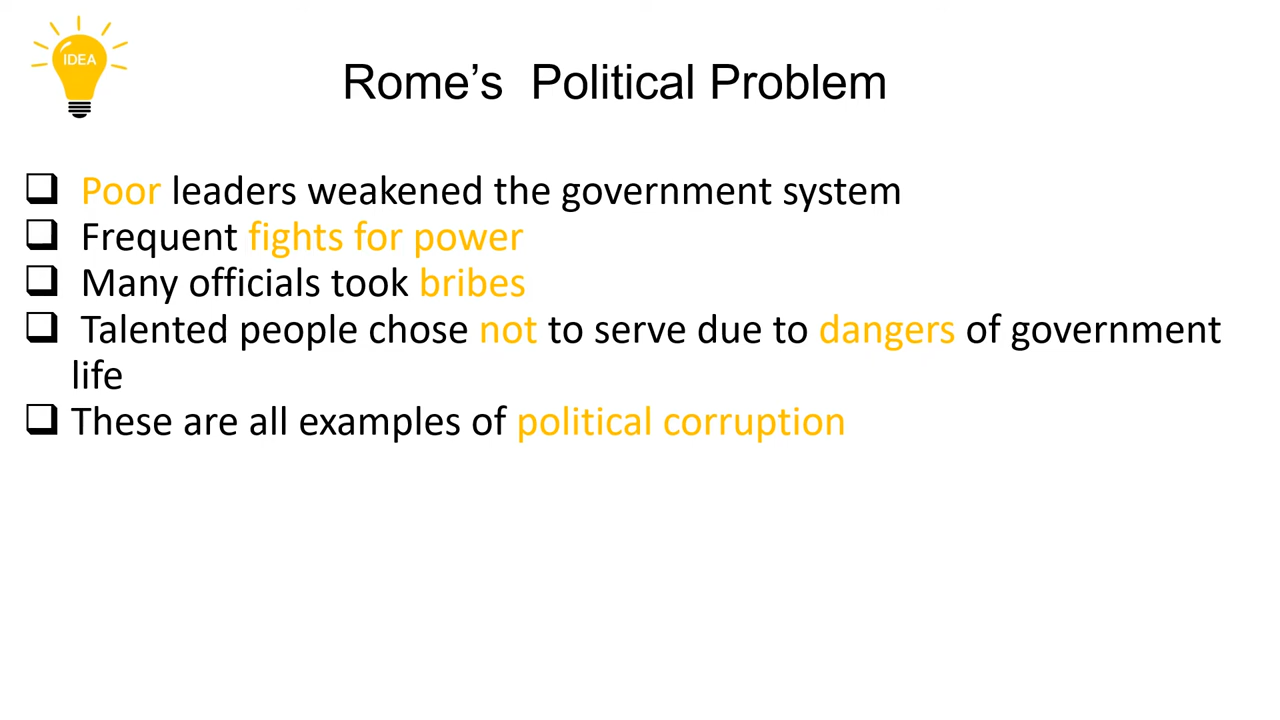 IDEA
Rome’s  Political Problem
❑ Poor leaders weakened the government system
❑ Frequent fights for power
❑ Many officials took bribes
❑ Talented people chose not to serve due to dangers of government
life
❑ These are all examples of political corruption